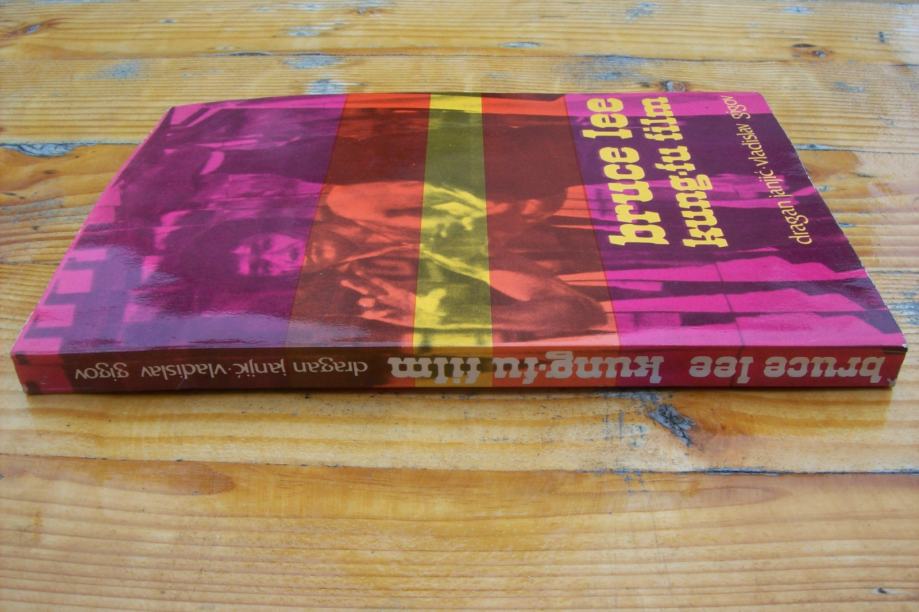 bruce lee
kung-fu film
dragan janjić·vladislav gigov
bruce lee kung-fu film dragan janjić·vladislav gigov